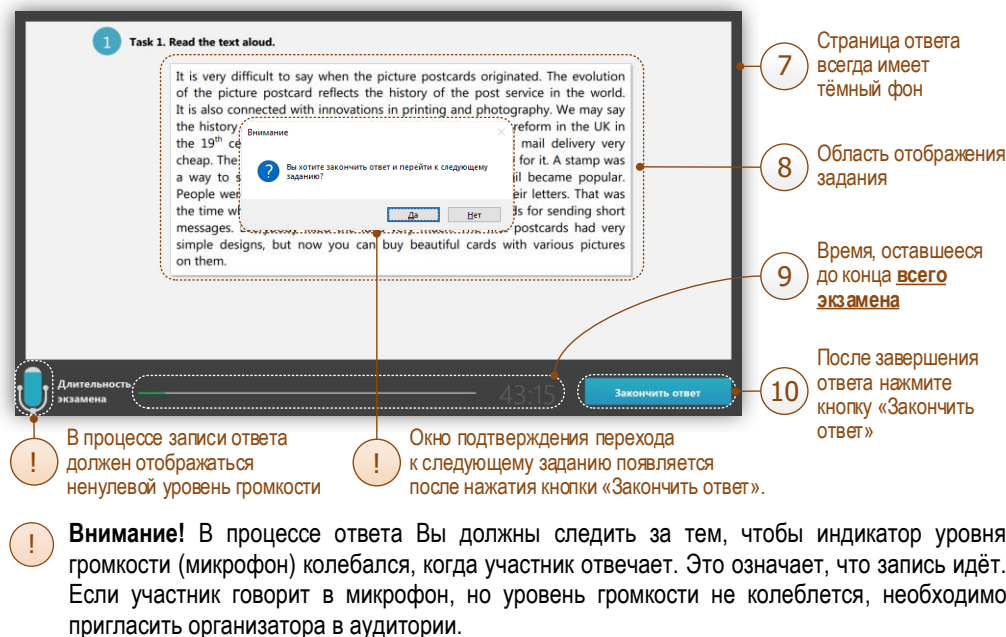 1 Task 1. Read the text aloud.
It is very difficult to say when the picture postcards originated. The evolution
of the picture postcard reflects the history of the post service in the world.
It is also connected with innovations in printing and photography. We may say
the history reform in the UK in
the 19th ce mail delivery very
cheap. The for it. A stamp was
a way to s il became popular.
People wer eir letters. That was
the time wh ds for sending short
messages. postcards had very
simple designs, but now you can buy beautiful cards with various pictures
on them.
Внимание
Вы хотите закончить ответ и перейти к следующему
заданию?
Да Нет
Длительность
экзамена
43:15
Закончить ответ
7 Страница ответа
всегда имеет
тёмный фон
8 Область отображения
задания
9 Время, оставшееся
до конца всего
экзамена
10 После завершения
ответа нажмите
кнопку «Закончить
ответ»
! В процессе записи ответа
должен отображаться
ненулевой уровень громкости
! Окно подтверждения перехода
к следующему заданию появляется
после нажатия кнопки «Закончить ответ».
! Внимание! В процессе ответа Вы должны следить за тем, чтобы индикатор уровня
громкости (микрофон) колебался, когда участник отвечает. Это означает, что запись идёт.
Если участник говорит в микрофон, но уровень громкости не колеблется, необходимо
пригласить организатора в аудитории.